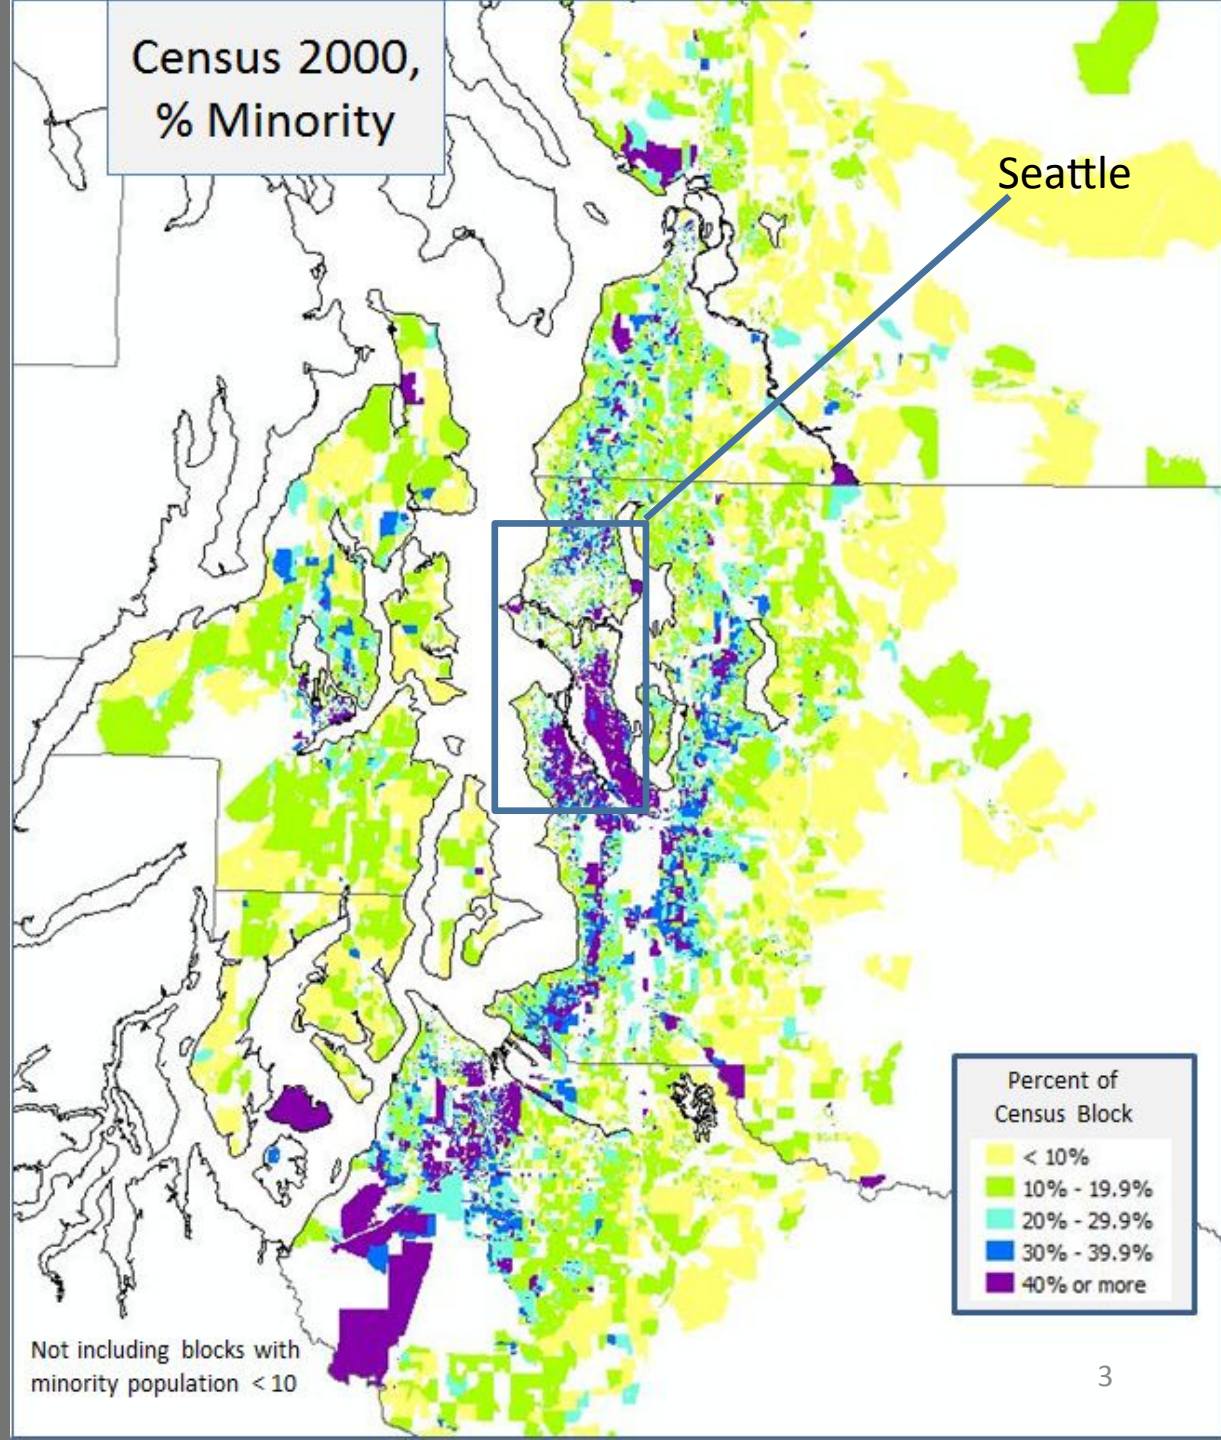 Census 2000,
% Minority
Seattle
Percent of
Census Block
< 10%
10% - 19.9%
20% - 29.9%
30% - 39.9%
40% or more
Not including blocks with
minority population < 10
3